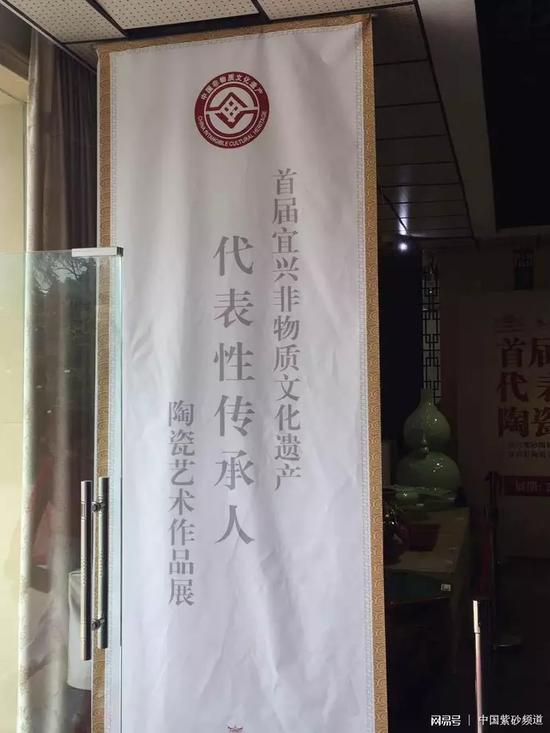 中国非物质文化遗产
CHINA INTANGIBLE CULTURAL HERITAGE
首届宜兴非物质文化遗产
代表性传承人
陶瓷艺术作品展
首届
代表
陶瓷
展期:
网易号 | 中国紫砂频道